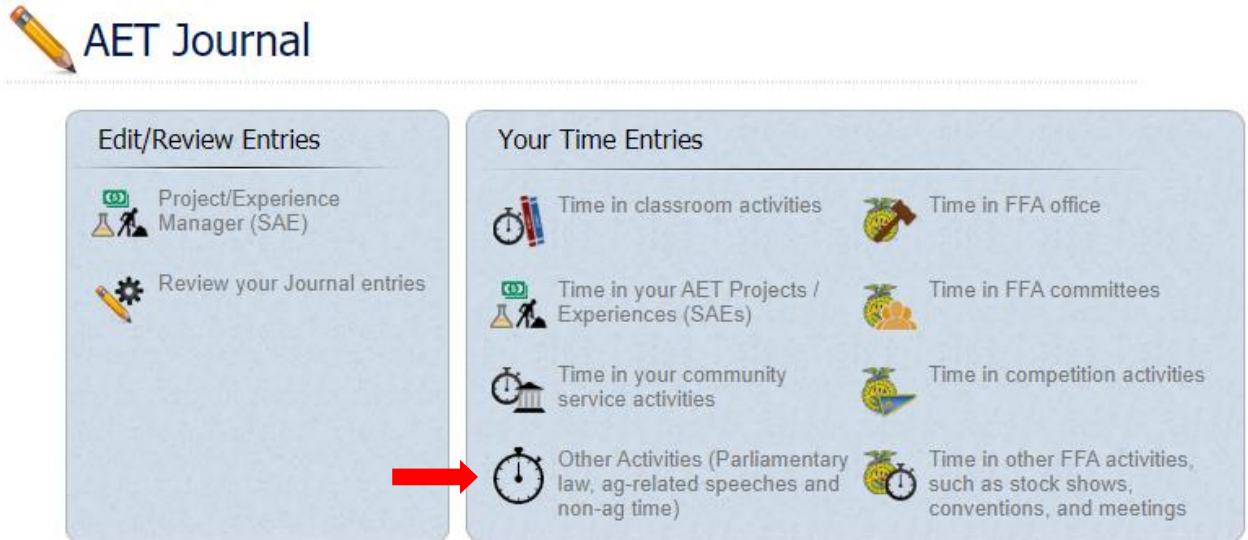 AET Journal
Edit/Review Entries
Project/Experience
Manager (SAE)
Review your Journal entries
Your Time Entries
Time in classroom activities
Time in your AET Projects /
Experiences (SAEs)
Time in your community
service activities
Other Activities (Parliamentary
law, ag-related speeches and
non-ag time)
Time in FFA office
Time in FFA committees
Time in competition activities
Time in other FFA activities,
such as stock shows,
conventions, and meetings